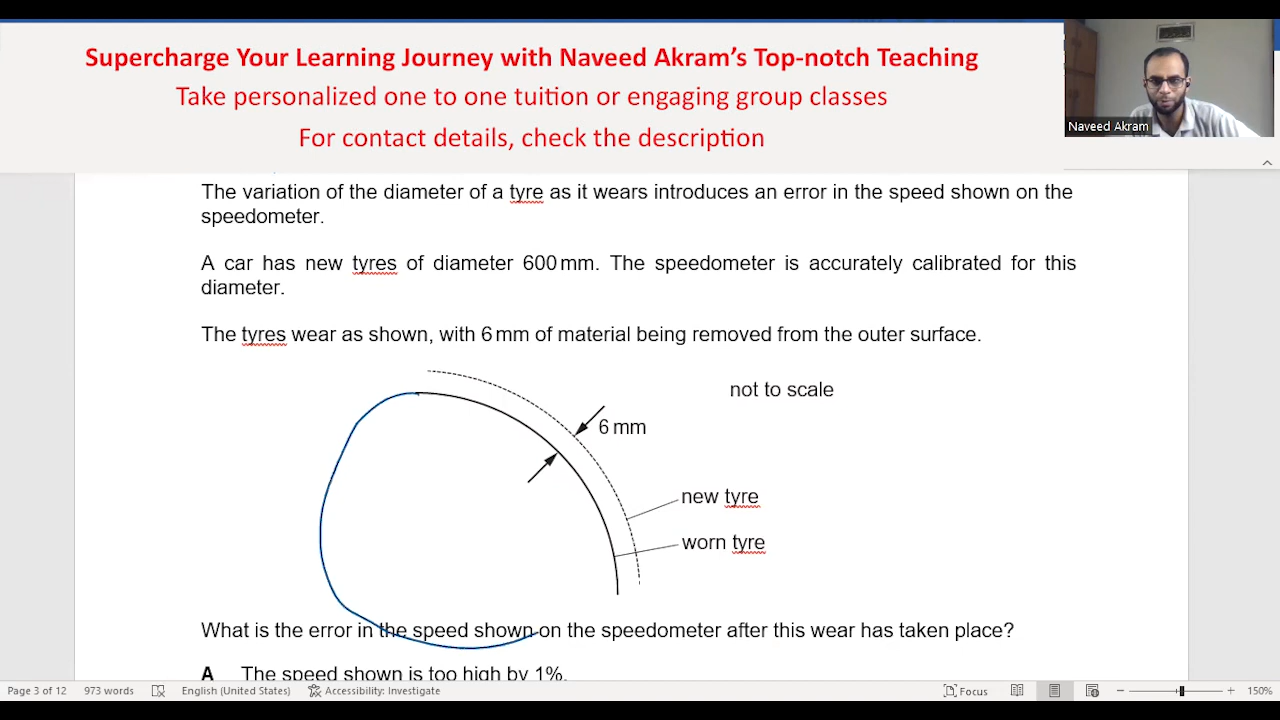 Supercharge Your Learning Journey with Naveed Akram's Top-notch Teaching
Take personalized one to one tuition or engaging group classes
For contact details, check the description
Naveed Akram
The variation of the diameter of a tyre as it wears introduces an error in the speed shown on the
speedometer.
A car has new tyres of diameter 600 mm. The speedometer is accurately calibrated for this
diameter.
The tyres wear as shown, with 6 mm of material being removed from the outer surface.
not to scale
6 mm
new tyre
worn tyre
What is the error in the speed shown on the speedometer after this wear has taken place?
A The speed shown is too high by 1%.
Page 3 of 12 973 words English (United States) Accessibility: Investigate Focus 150%